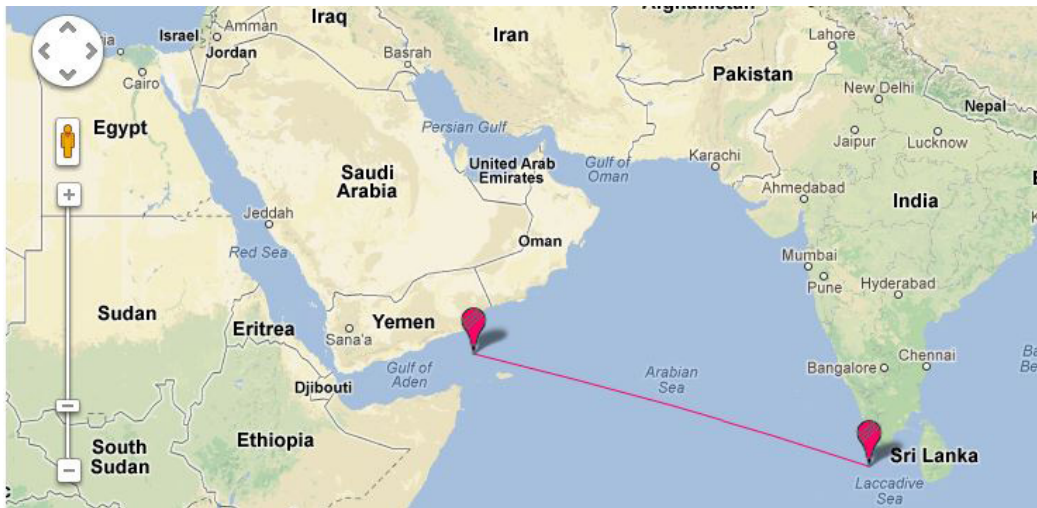 Afghanistan
Iraq
Iran
Israel
Amman
Jordan
Basrah
Lahore
Pakistan
New Delhi
Nepal
Cairo
Egypt
Persian Gulf
Jaipur
Lucknow
Saudi
Arabia
United Arab
Emirates
Gulf of
Oman
Karachi
Ahmedabad
India
Jeddah
Red Sea
Oman
Mumbai
Pune
Hyderabad
Sudan
Eritrea
Yemen
Sana'a
Gulf of
Aden
Arabian
Sea
Bangalore
Chennai
Djibouti
South
Sudan
Ethiopia
Sri Lanka
Laccadive
Sea